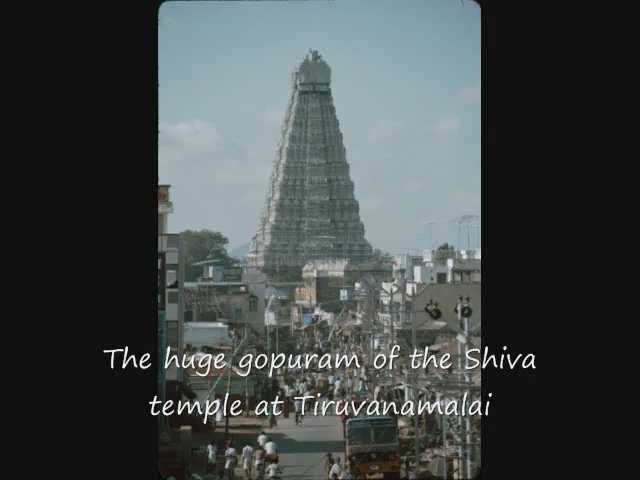 The huge gopuram of the Shiva
temple at Tiruvanamalai